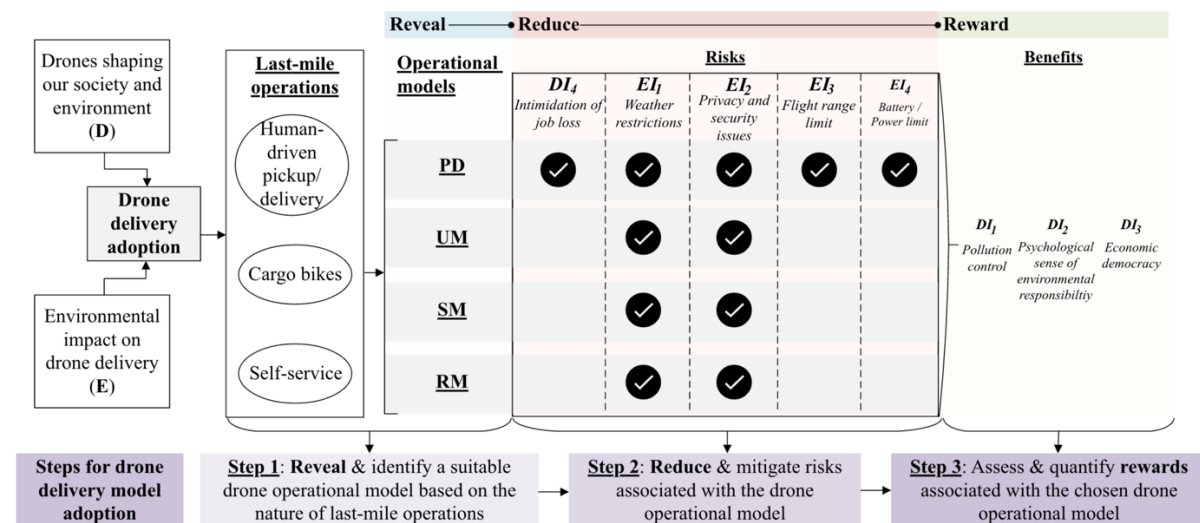 Reveal
Reduce
Reward
Drones shaping
our society and
environment
(D)
Drone
delivery
adoption
Environmental
impact on
drone delivery
(E)
Last-mile
operations
Human-
driven
pickup/
delivery
Cargo bikes
Self-service
Operational
models
PD
UM
SM
RM
Risks
DI4
Intimidation of
job loss
EI1
Weather
restrictions
EI2
Privacy and
security
issues
EI3
Flight range
limit
EI4
Battery /
Power limit
Benefits
DI1
Pollution
control
DI2
Psychological
sense of
environmental
responsibiltiy
DI3
Economic
democracy
Steps for drone
delivery model
adoption
Step 1: Reveal & identify a suitable
drone operational model based on the
nature of last-mile operations
Step 2: Reduce & mitigate risks
associated with the drone
operational model
Step 3: Assess & quantify rewards
associated with the chosen drone
operational model